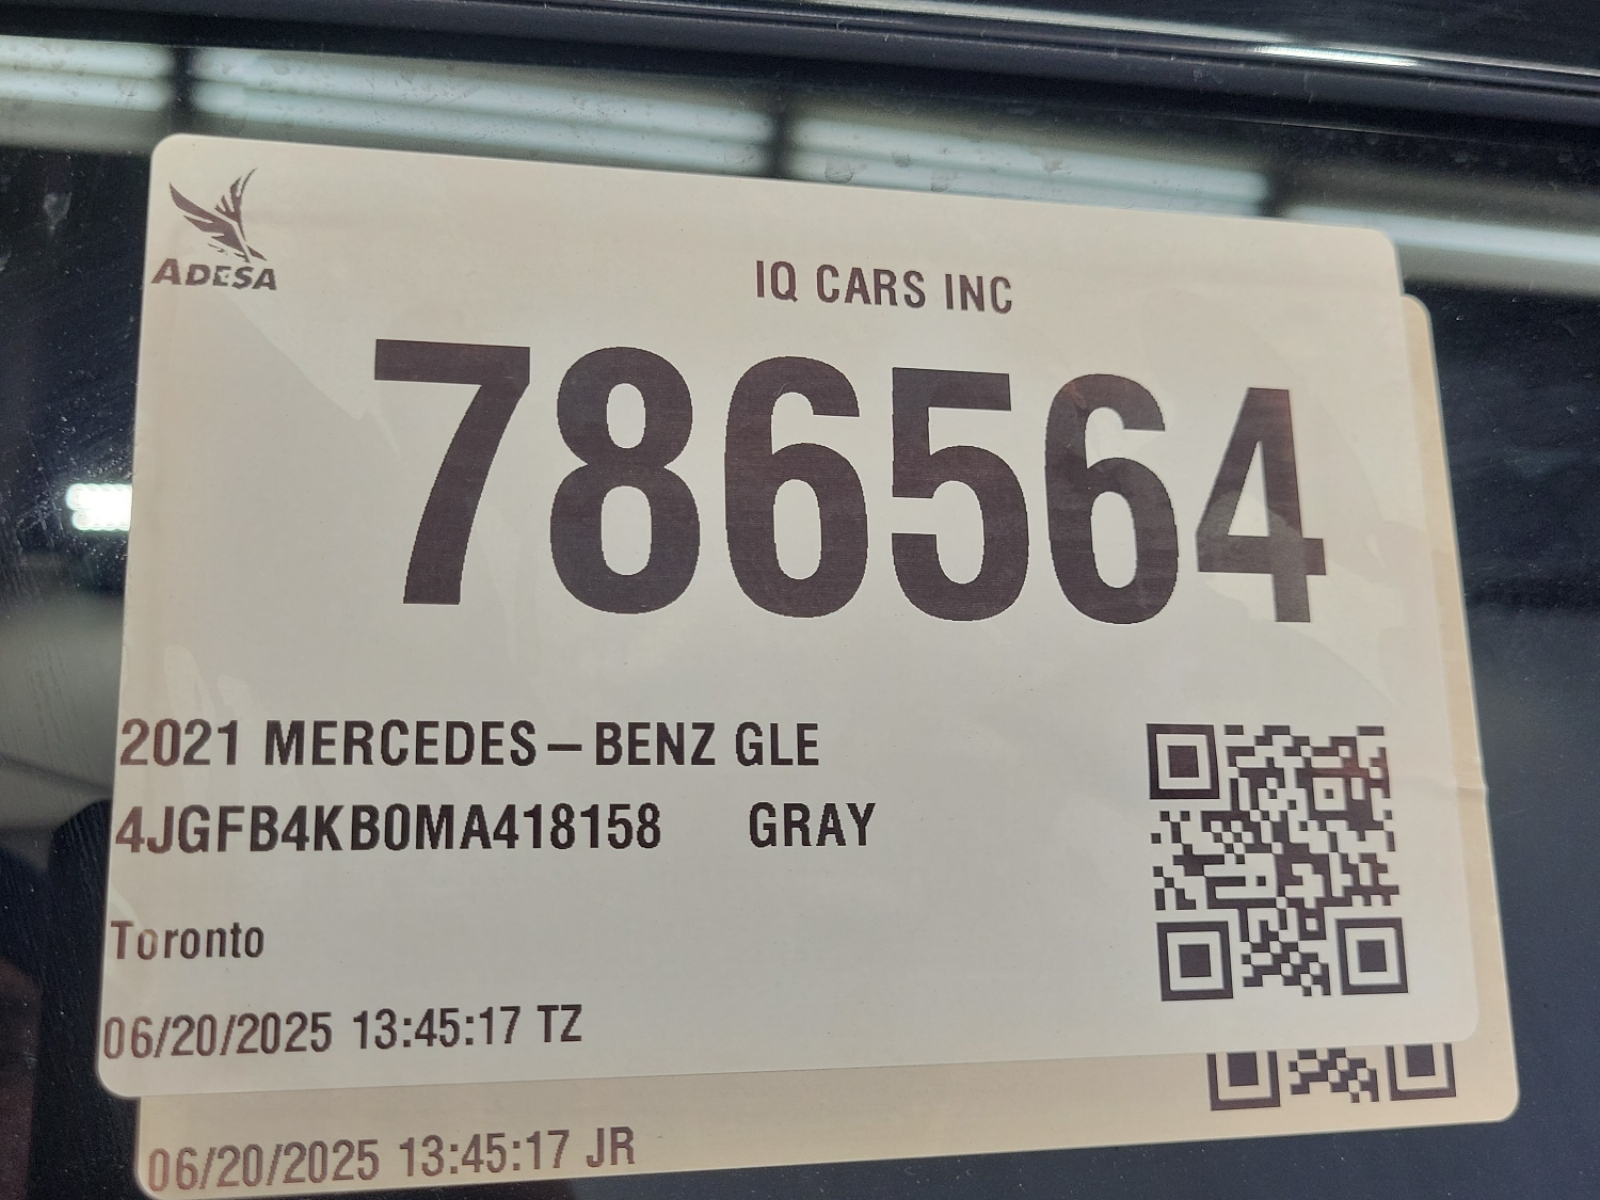 ADESA
IQ CARS INC
786564
2021 MERCEDES-BENZ GLE
4JGFB4KB0MA418158 GRAY
Toronto
06/20/2025 13:45:17 TZ
06/20/2025 13:45:17 JR